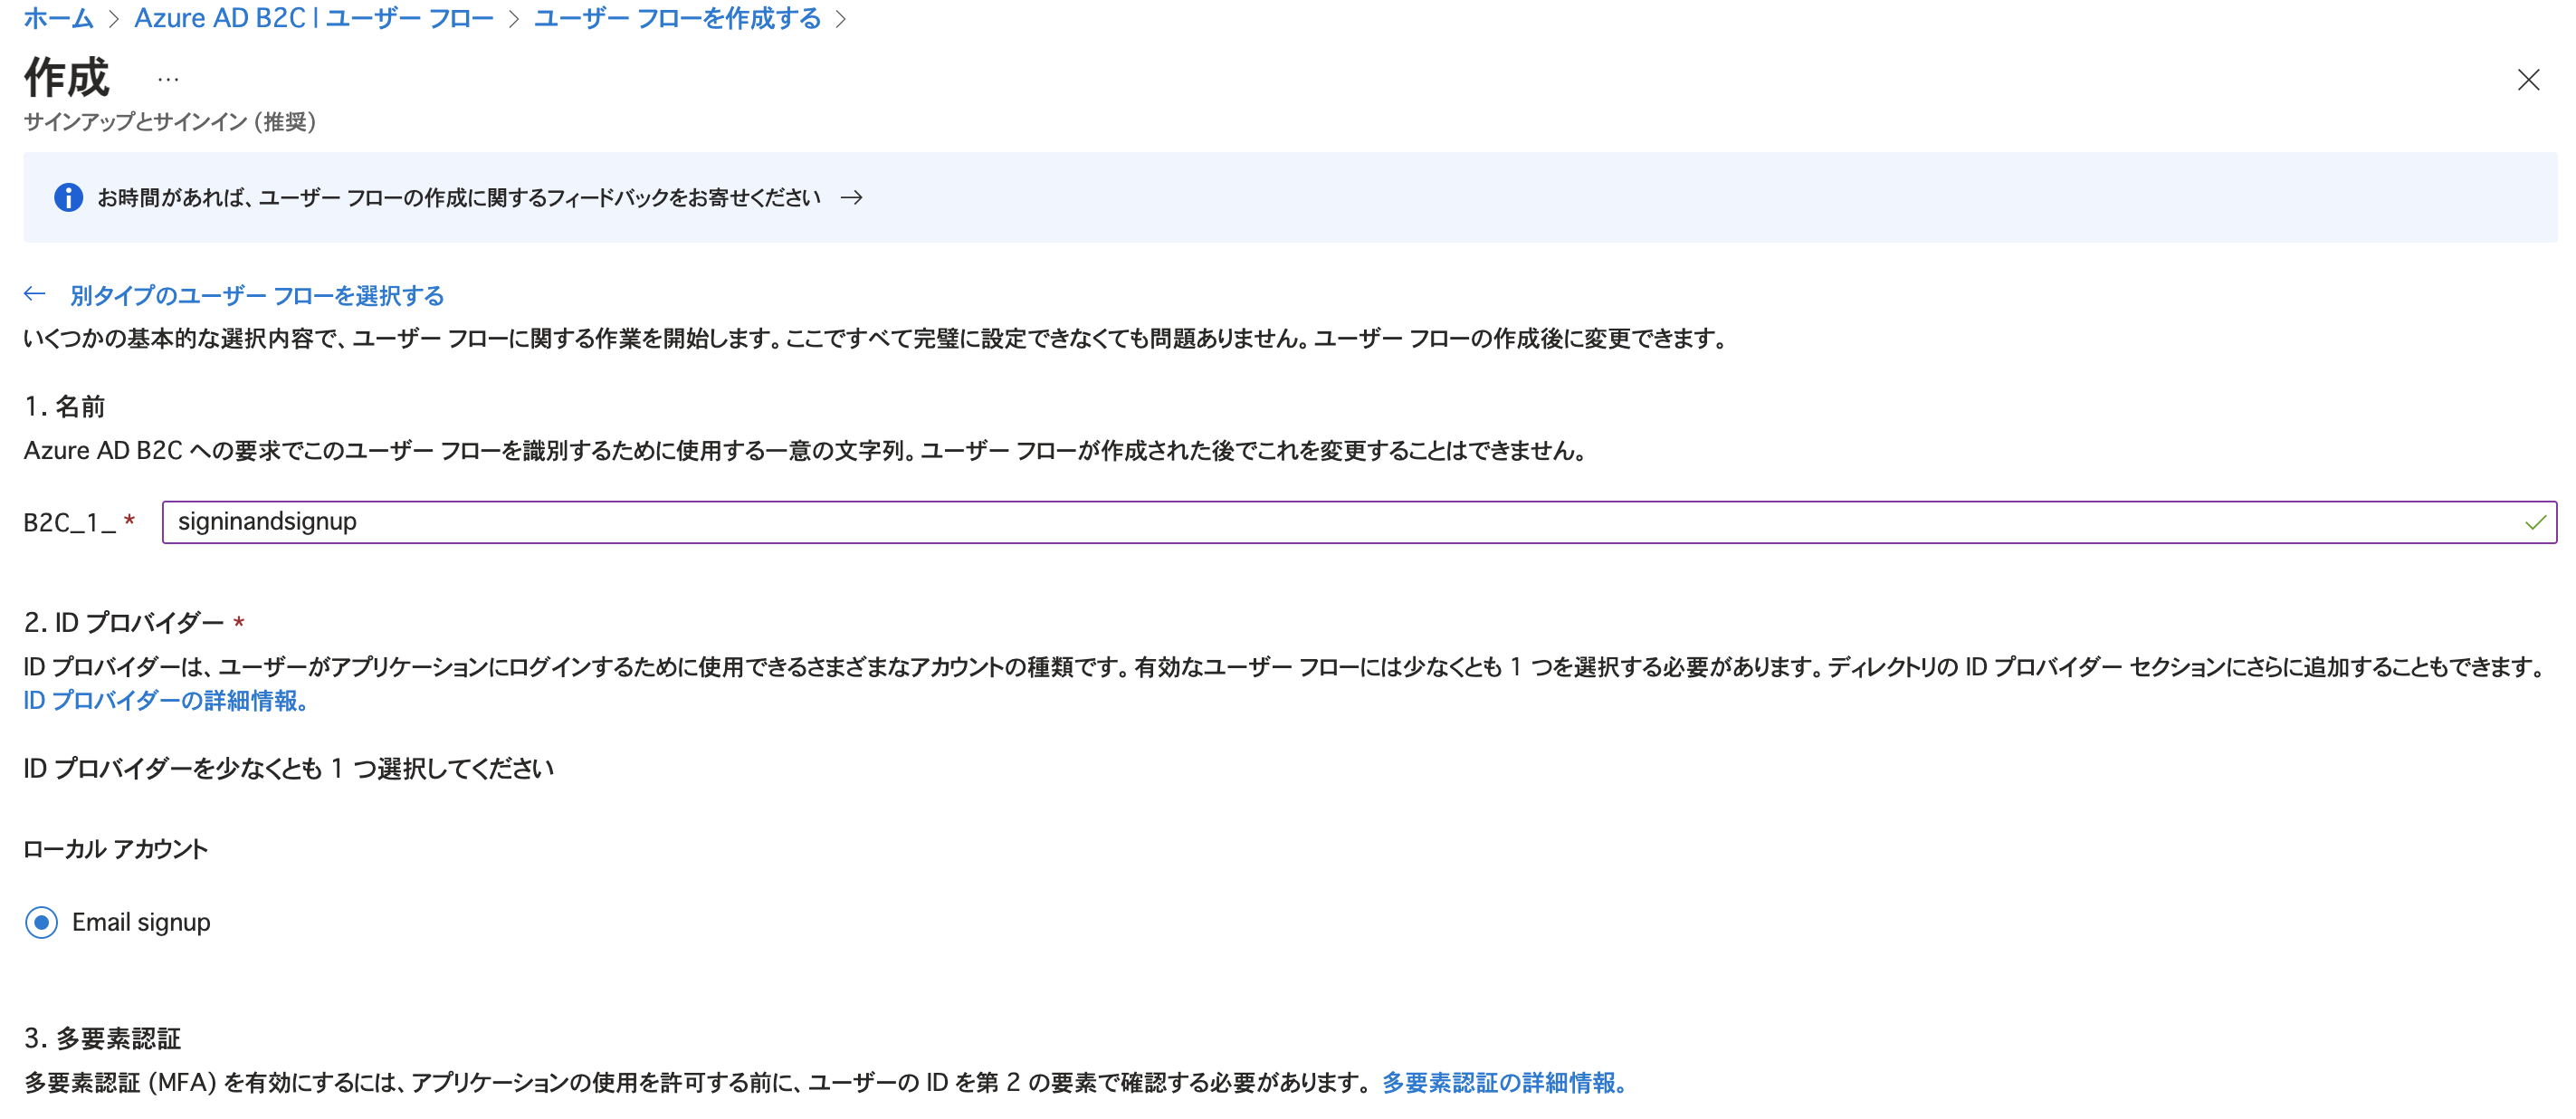 ホーム > Azure AD B2C | ユーザー フロー > ユーザー フローを作成する >
作成 ...
サインアップとサインイン (推奨)
お時間があれば、ユーザー フローの作成に関するフィードバックをお寄せください →
← 別タイプのユーザー フローを選択する
いくつかの基本的な選択内容で、ユーザー フローに関する作業を開始します。ここですべて完璧に設定できなくても問題ありません。ユーザー フローの作成後に変更できます。
1. 名前
Azure AD B2C への要求でこのユーザー フローを識別するために使用する一意の文字列。ユーザー フローが作成された後でこれを変更することはできません。
B2C_1_ * signinandsignup
2. ID プロバイダー *
ID プロバイダーは、ユーザーがアプリケーションにログインするために使用できるさまざまなアカウントの種類です。有効なユーザー フローには少なくとも 1 つを選択する必要があります。ディレクトリの ID プロバイダー セクションにさらに追加することもできます。
ID プロバイダーの詳細情報。
ID プロバイダーを少なくとも 1 つ選択してください
ローカル アカウント
Email signup
3. 多要素認証
多要素認証 (MFA) を有効にするには、アプリケーションの使用を許可する前に、ユーザーの ID を第 2 の要素で確認する必要があります。 多要素認証の詳細情報。